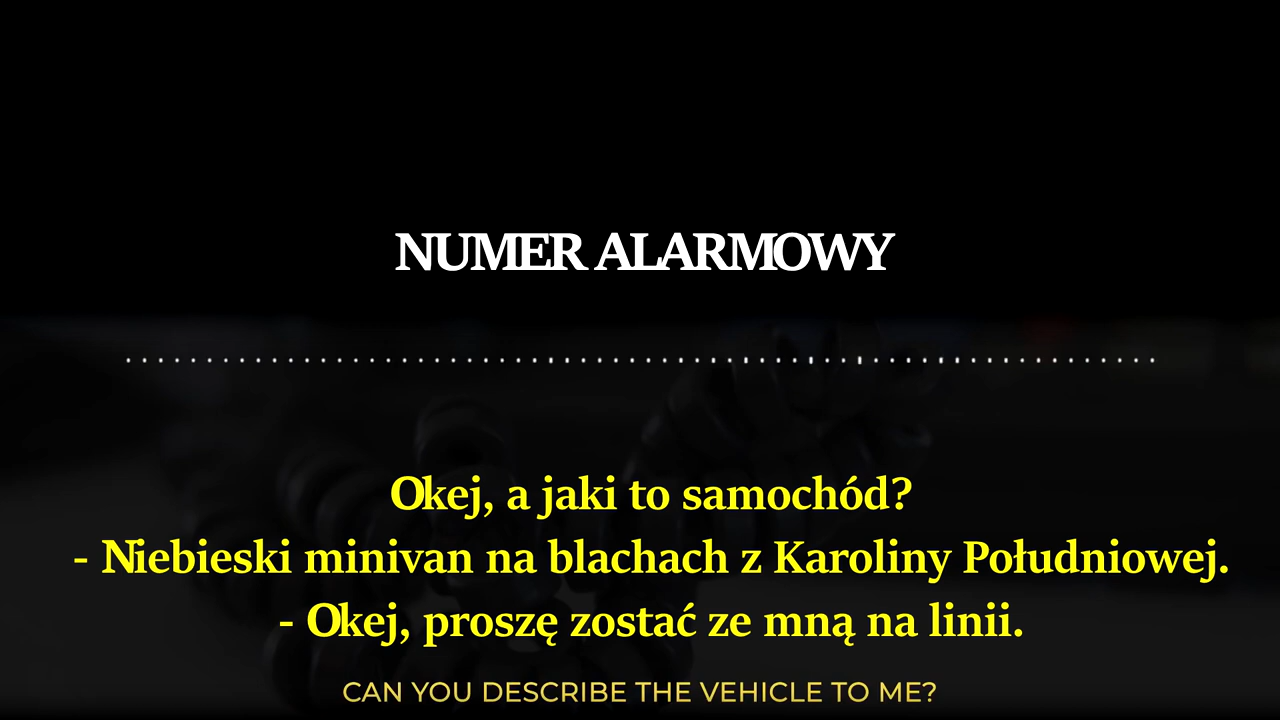 NUMER ALARMOWY
Okej, a jaki to samochód?
- Niebieski minivan na blachach z Karoliny Południowej.
- Okej, proszę zostać ze mną na linii.
CAN YOU DESCRIBE THE VEHICLE TO ME?